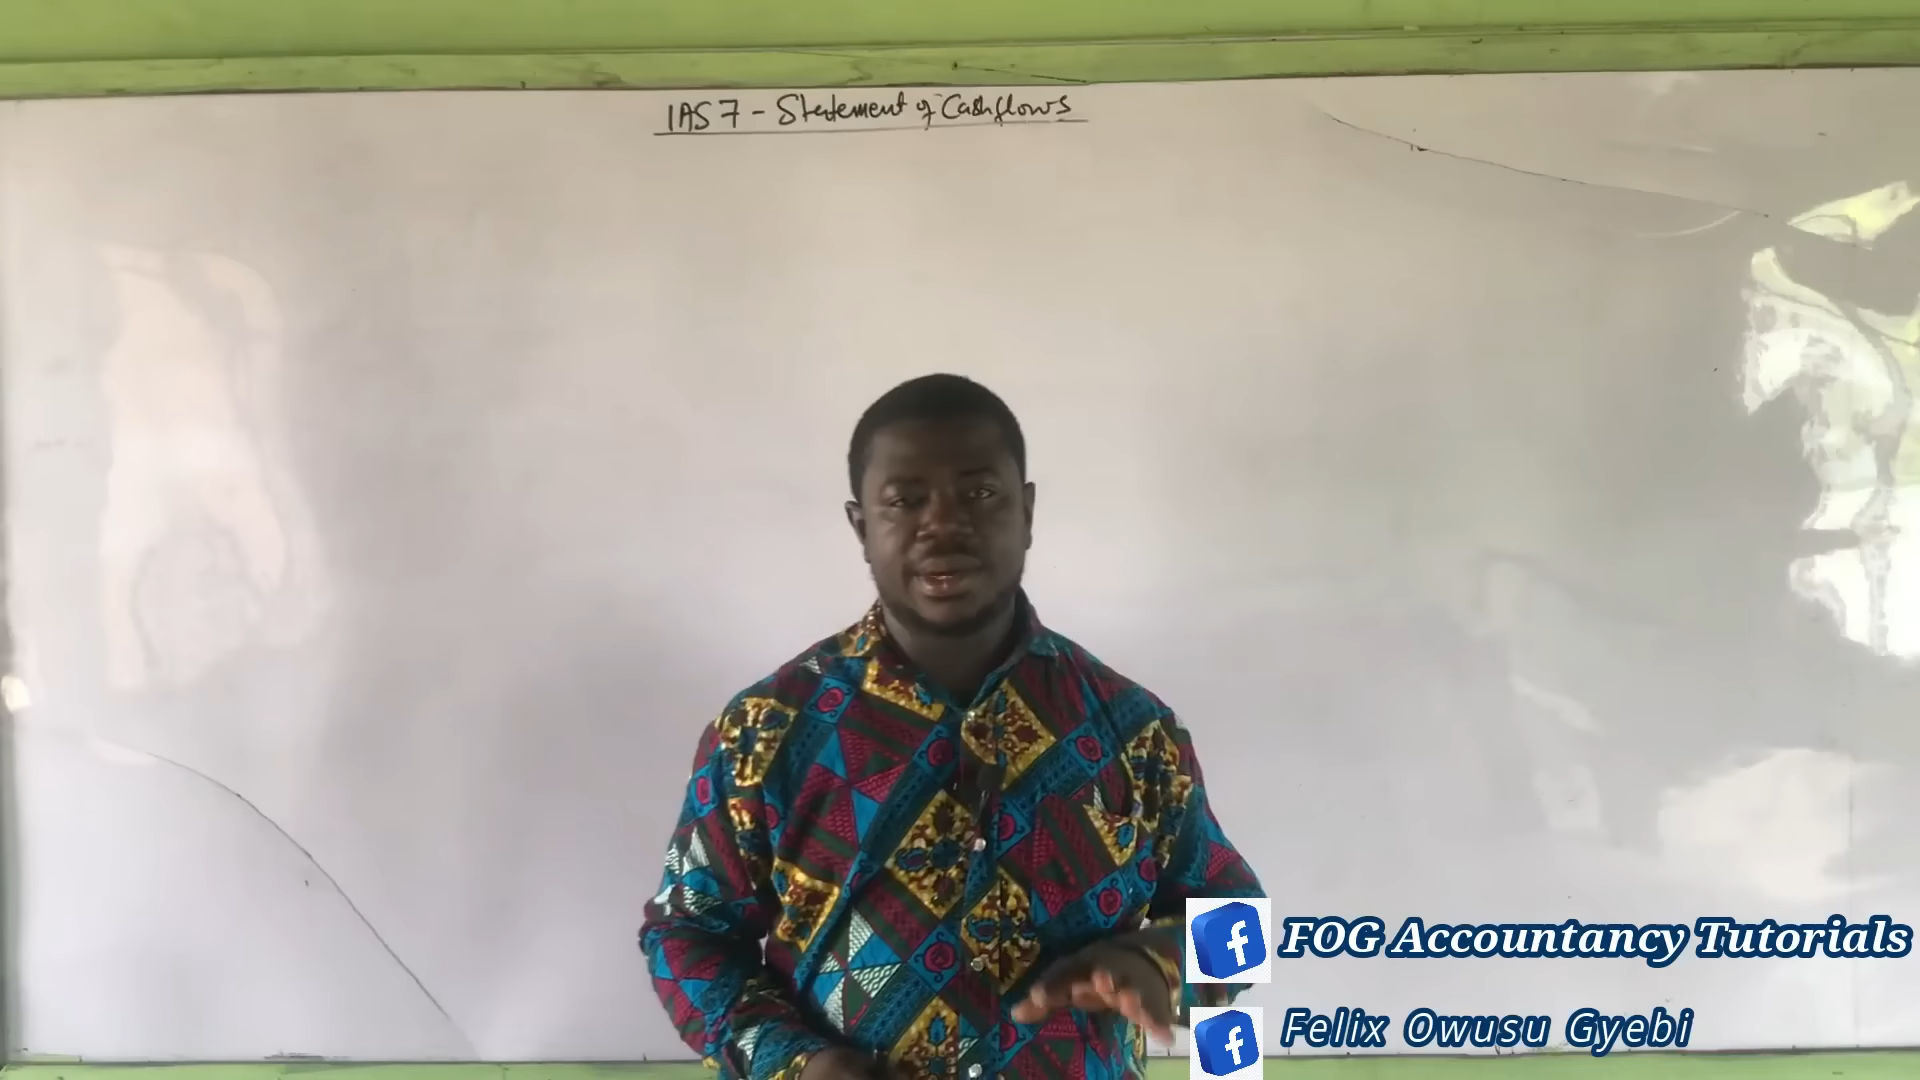 IAS 7 - Statement of Cashflows
FOG Accountancy Tutorials
Felix Owusu Gyebi